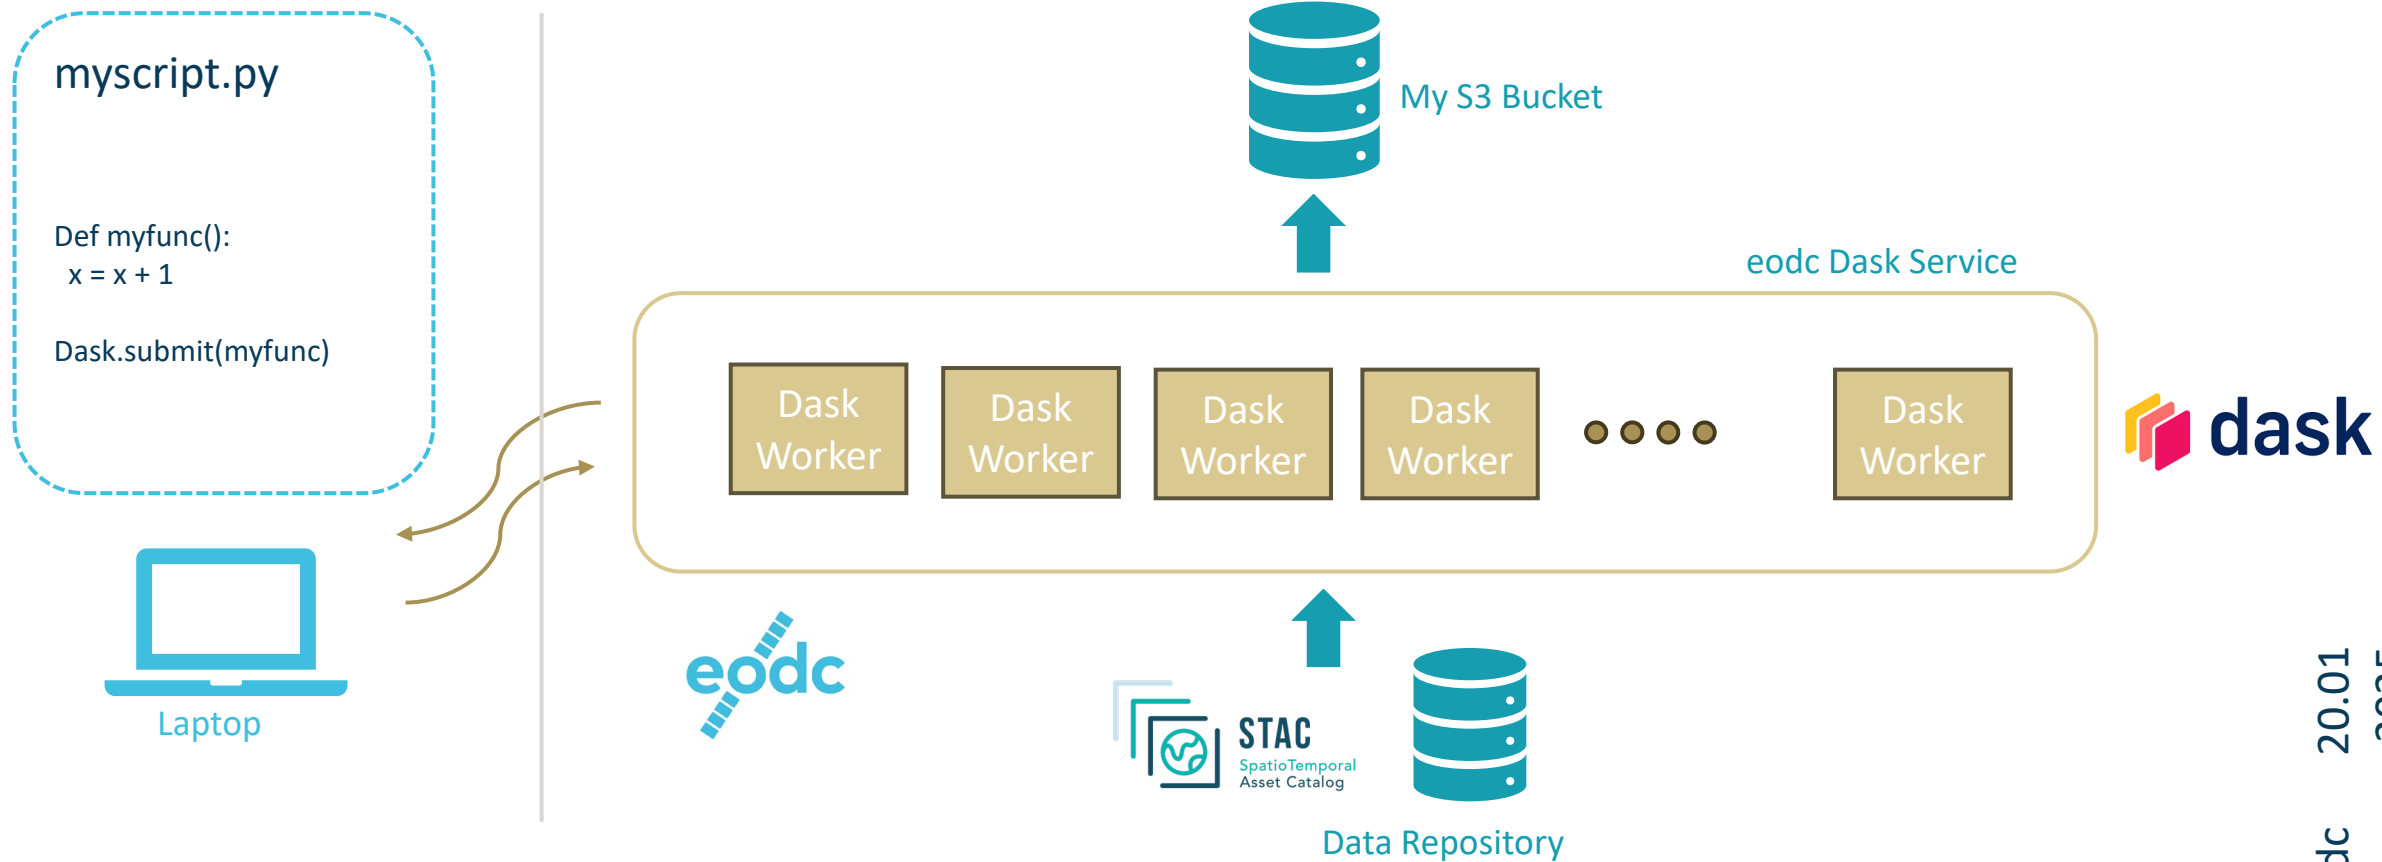 myscript.py
Def myfunc():
x = x + 1
Dask.submit(myfunc)
Laptop
My S3 Bucket
eodc Dask Service
Dask
Worker
Dask
Worker
Dask
Worker
Dask
Worker
Dask
Worker
dask
eodc
STAC
SpatioTemporal
Asset Catalog
Data Repository
20.01